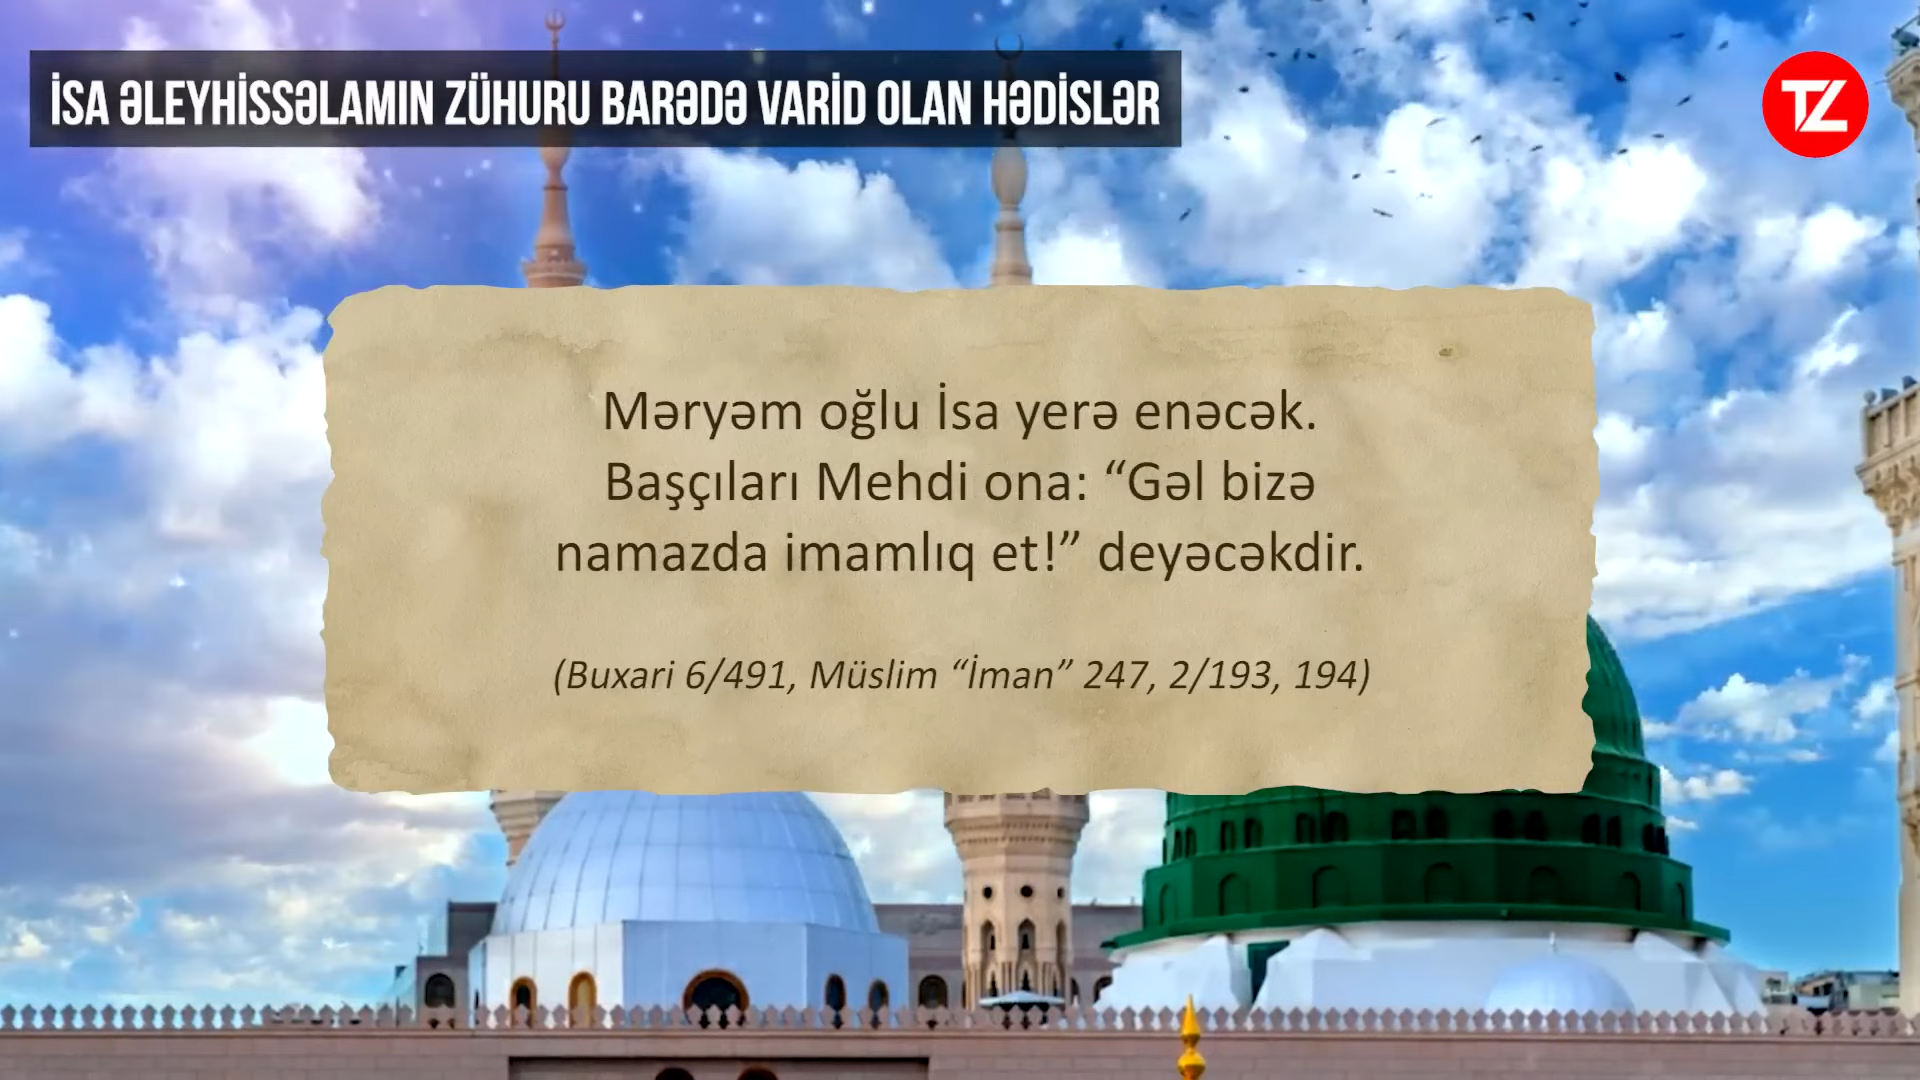 İSA ƏLEYHİSSƏLAMIN ZÜHURU BARƏDƏ VARİD OLAN HƏDİSLƏR
TZ
Məryəm oğlu İsa yerə enəcək.
Başçıları Mehdi ona: “Gəl bizə
namazda imamlıq et!” deyəcəkdir.
(Buxari 6/491, Müslim “İman” 247, 2/193, 194)